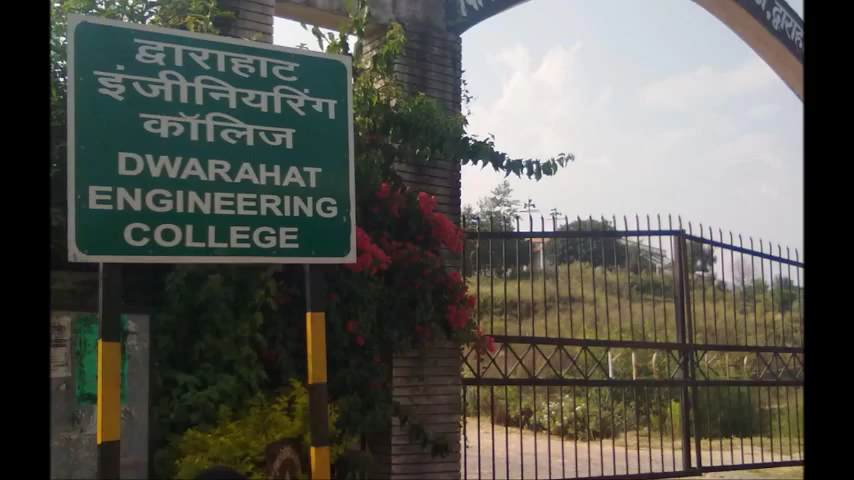 द्वाराहाट
इंजीनियरिंग
कॉलिज
DWARAHAT
ENGINEERING
COLLEGE